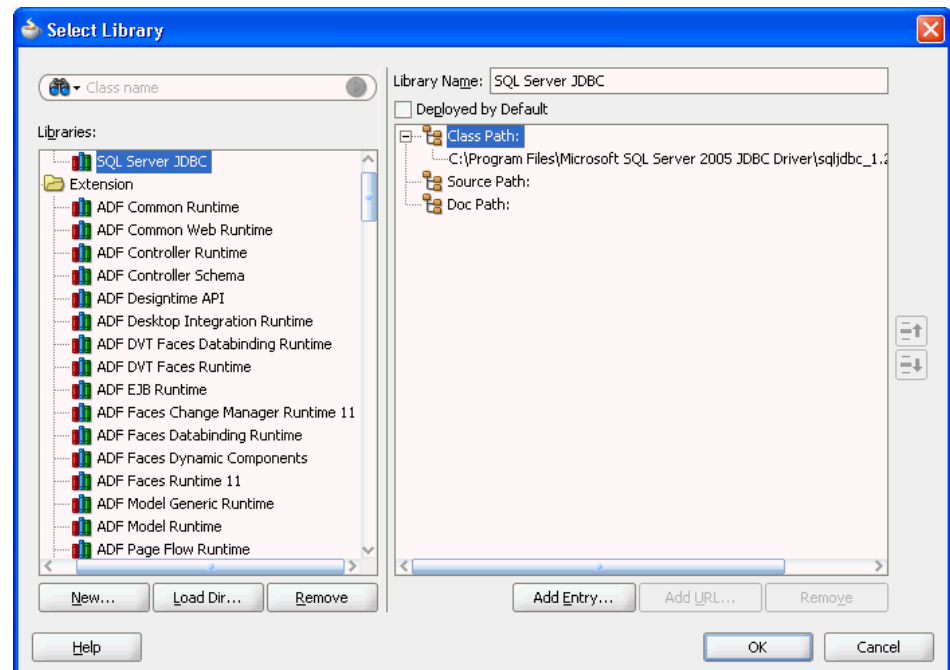 Select Library
Class name
Libraries:
SQL Server JDBC
Extension
ADF Common Runtime
ADF Common Web Runtime
ADF Controller Runtime
ADF Controller Schema
ADF Designtime API
ADF Desktop Integration Runtime
ADF DVT Faces Databinding Runtime
ADF DVT Faces Runtime
ADF EJB Runtime
ADF Faces Change Manager Runtime 11
ADF Faces Databinding Runtime
ADF Faces Dynamic Components
ADF Faces Runtime 11
ADF Model Generic Runtime
ADF Model Runtime
ADF Page Flow Runtime
New...
Load Dir...
Remove
Library Name: SQL Server JDBC
Deployed by Default
Class Path:
C:\Program Files\Microsoft SQL Server 2005 JDBC Driver\sqljdbc_1.2
Source Path:
Doc Path:
Add Entry...
Add URL...
Remove
Help
OK
Cancel